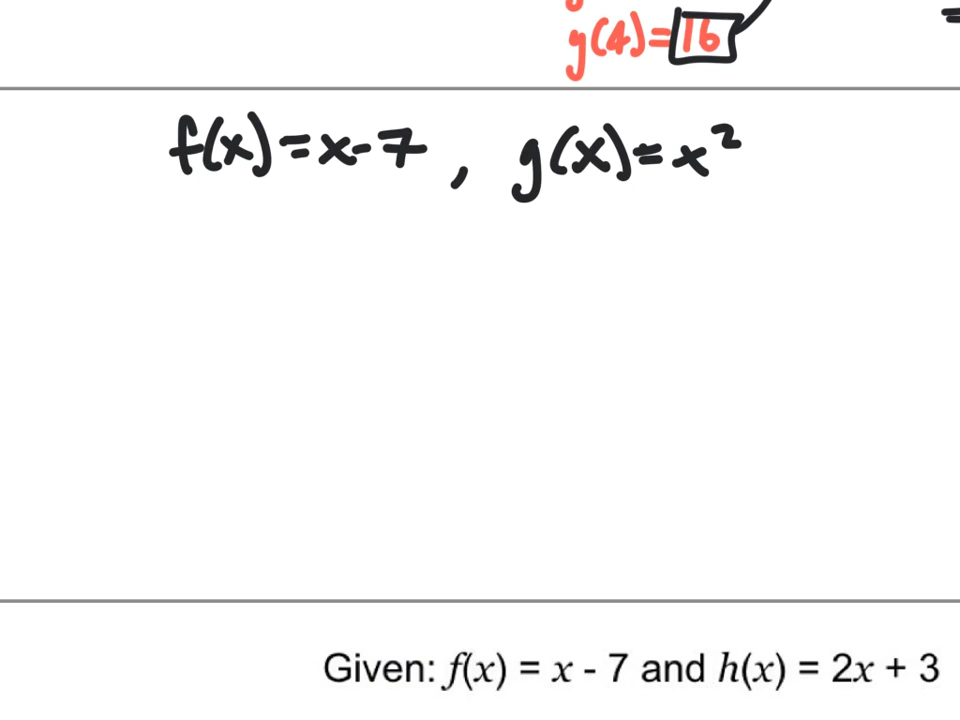 g(4)=16
f(x)=x-7, g(x)=x²
Given: f(x) = x - 7 and h(x) = 2x + 3